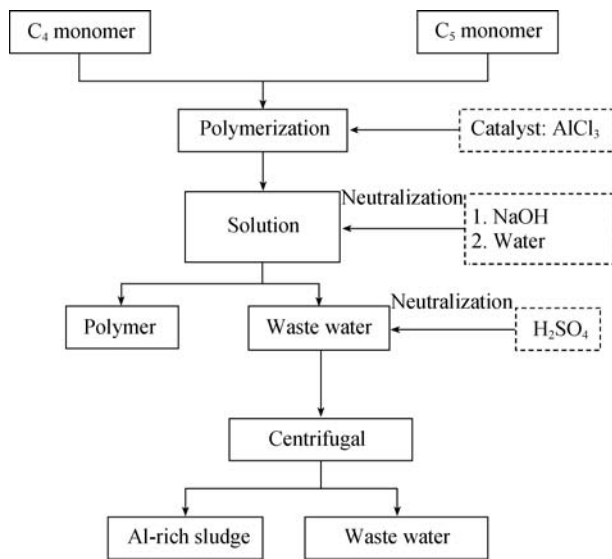 C₄ monomer
C₅ monomer
Polymerization
Catalyst: AlCl₃
Neutralization
Solution
1. NaOH
2. Water
Neutralization
Polymer
Waste water
H₂SO₄
Centrifugal
Al-rich sludge
Waste water